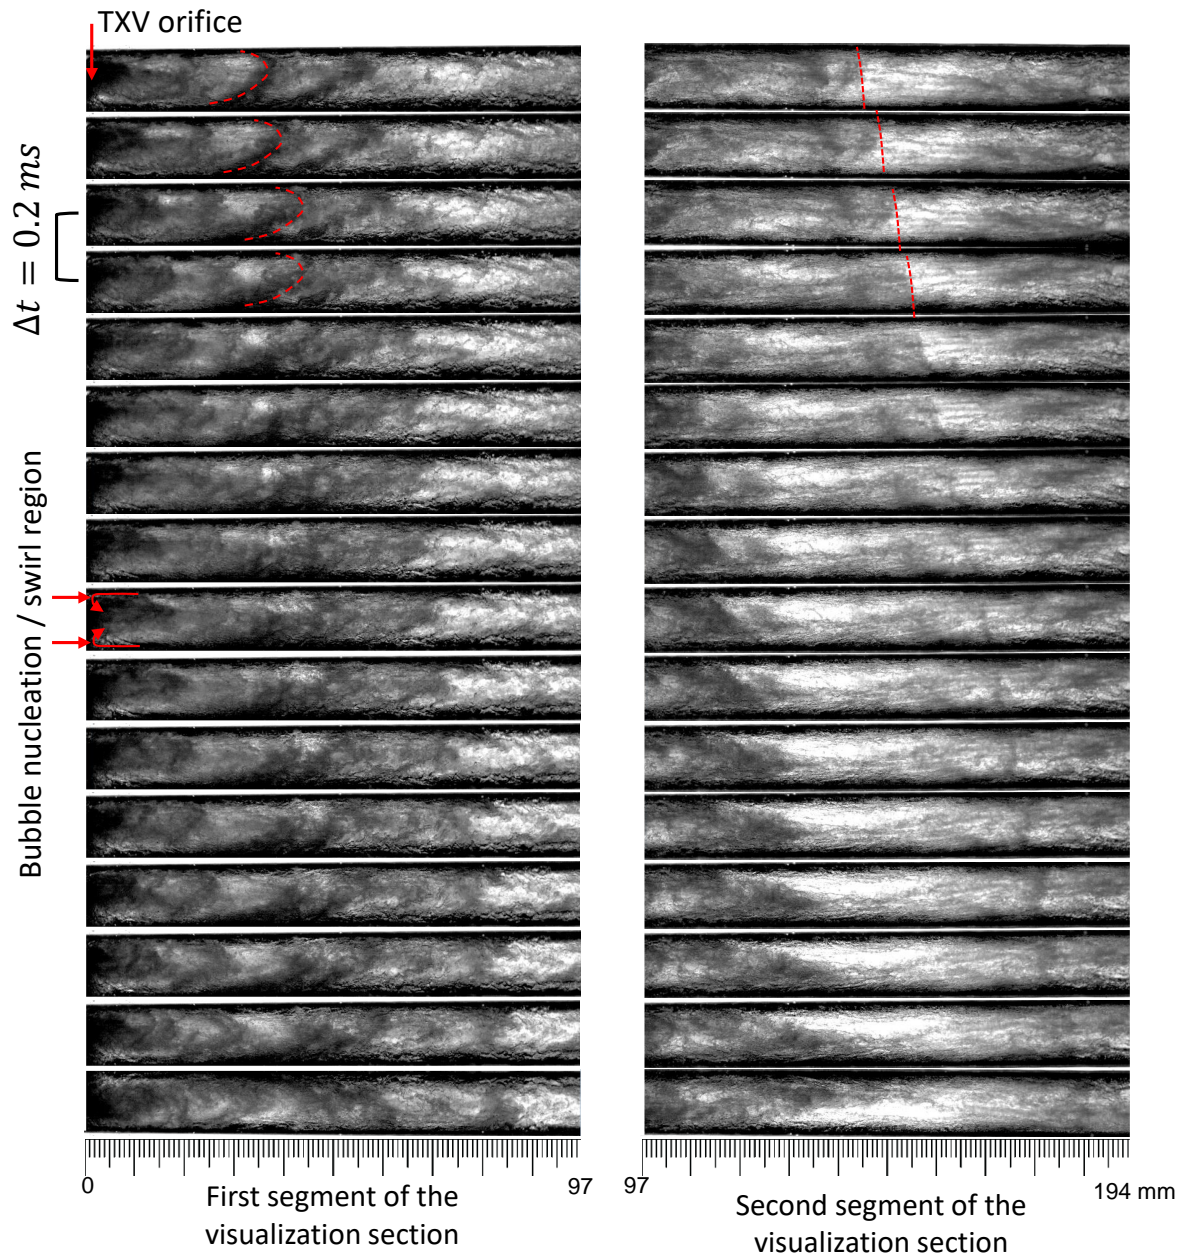 TXV orifice
Δt = 0.2 ms
Bubble nucleation / swirl region
0
97
First segment of the
visualization section
97
194 mm
Second segment of the
visualization section